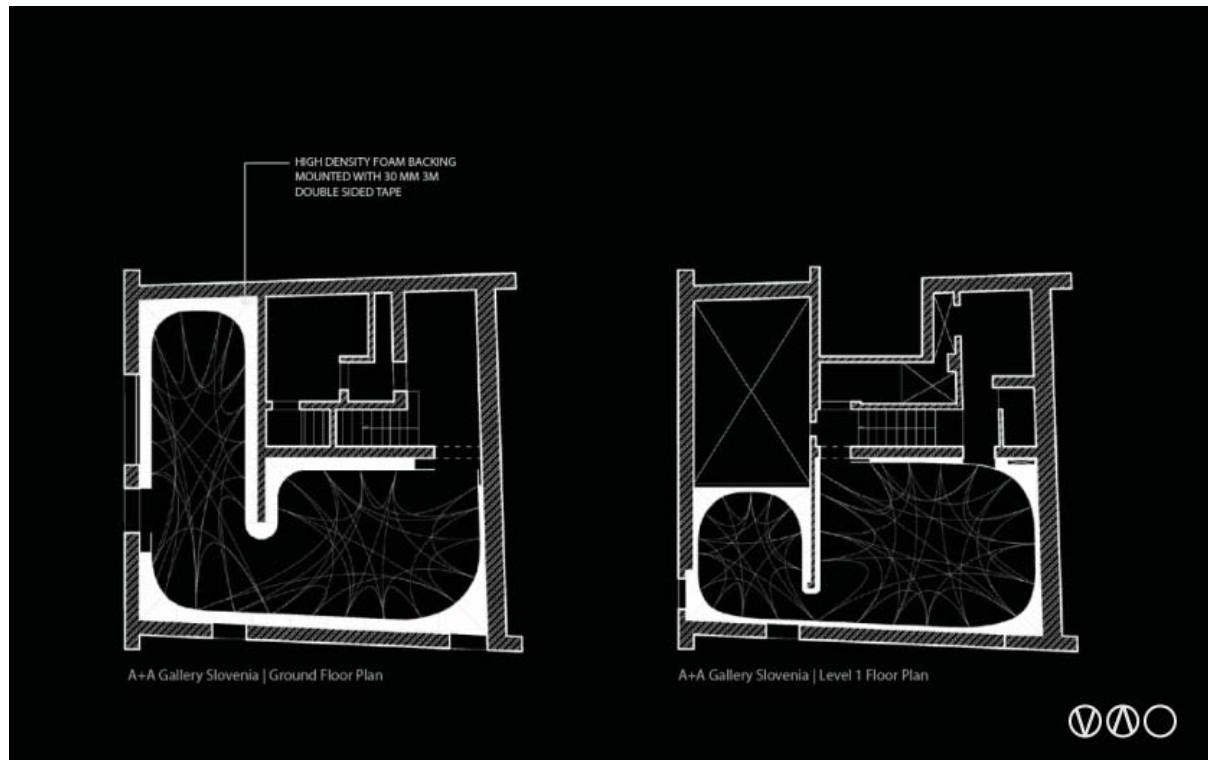 HIGH DENSITY FOAM BACKING
MOUNTED WITH 30 MM 3M
DOUBLE SIDED TAPE
A+A Gallery Slovenia | Ground Floor Plan
A+A Gallery Slovenia | Level 1 Floor Plan
VAO